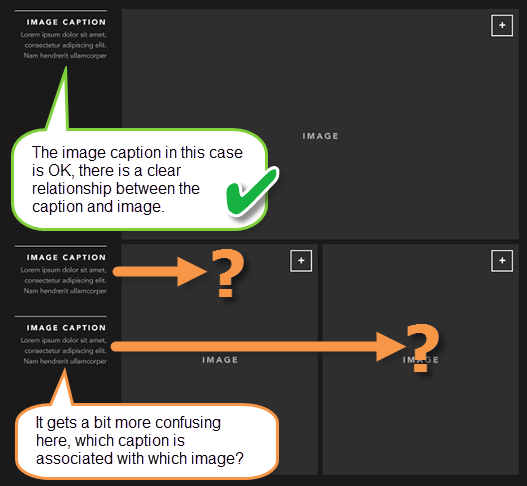 IMAGE CAPTION
Lorem ipsum dolor sit amet,
consectetur adipiscing elit.
Nam hendrerit ullamcorper
+
IMAGE
The image caption in this case
is OK, there is a clear
relationship between the
caption and image.
IMAGE CAPTION
Lorem ipsum dolor sit amet,
consectetur adipiscing elit.
Nam hendrerit ullamcorper
?
+
+
IMAGE CAPTION
Lorem ipsum dolor sit amet,
consectetur adipiscing elit.
Nam hendrerit ullamcorper
IMAGE
?
IMAGE
It gets a bit more confusing
here, which caption is
associated with which image?